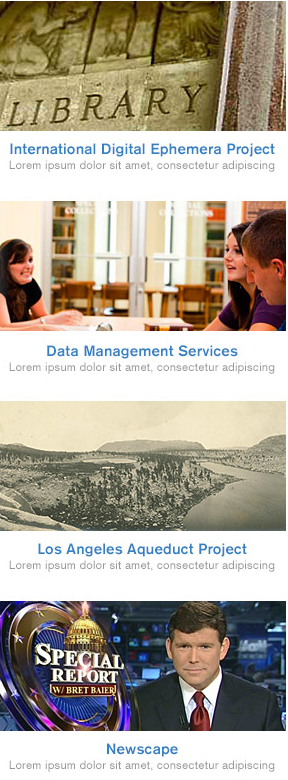 LIBRARY
International Digital Ephemera Project
Lorem ipsum dolor sit amet, consectetur adipiscing
Data Management Services
Lorem ipsum dolor sit amet, consectetur adipiscing
Los Angeles Aqueduct Project
Lorem ipsum dolor sit amet, consectetur adipiscing
SPECIAL
REPORT
W/ BRET BAIER
Newscape
Lorem ipsum dolor sit amet, consectetur adipiscing